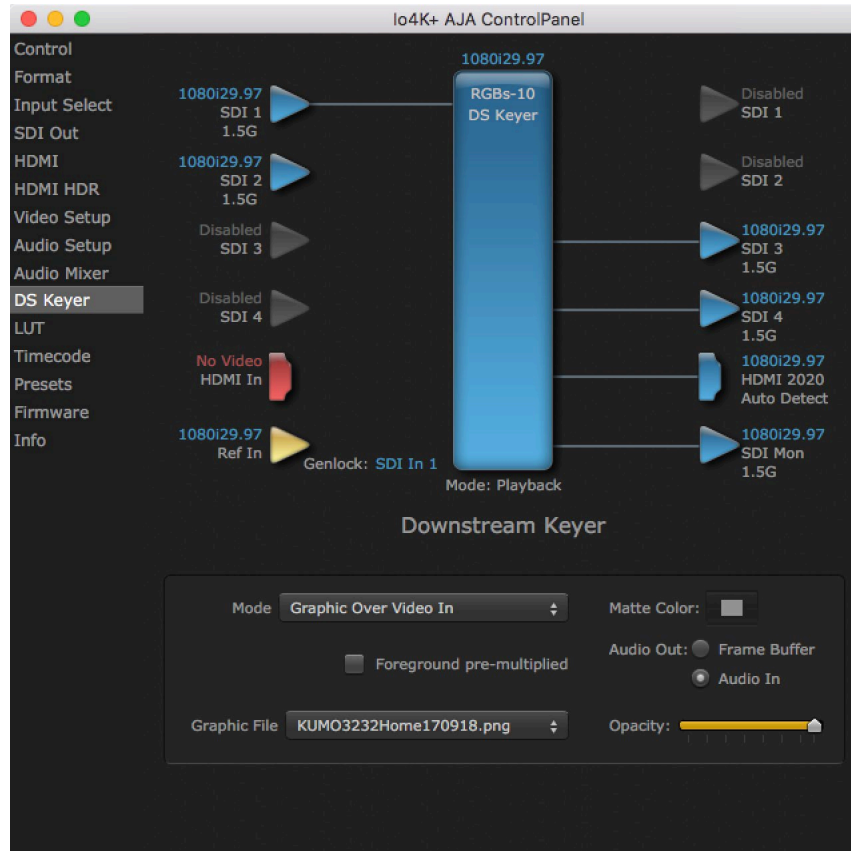 Io4K+ AJA ControlPanel
Control
Format
Input Select
SDI Out
HDMI
HDMI HDR
Video Setup
Audio Setup
Audio Mixer
DS Keyer
LUT
Timecode
Presets
Firmware
Info
1080i29.97
SDI 1
1.5G
1080i29.97
SDI 2
1.5G
Disabled
SDI 3
Disabled
SDI 4
No Video
HDMI In
1080i29.97
Ref In
Genlock: SDI In 1
1080i29.97
RGBs-10
DS Keyer
Mode: Playback
Disabled
SDI 1
Disabled
SDI 2
1080i29.97
SDI 3
1.5G
1080i29.97
SDI 4
1.5G
1080i29.97
HDMI 2020
Auto Detect
1080i29.97
SDI Mon
1.5G
Downstream Keyer
Mode Graphic Over Video In
Foreground pre-multiplied
Graphic File KUMO3232Home170918.png
Matte Color:
Audio Out: Frame Buffer
Audio In
Opacity: